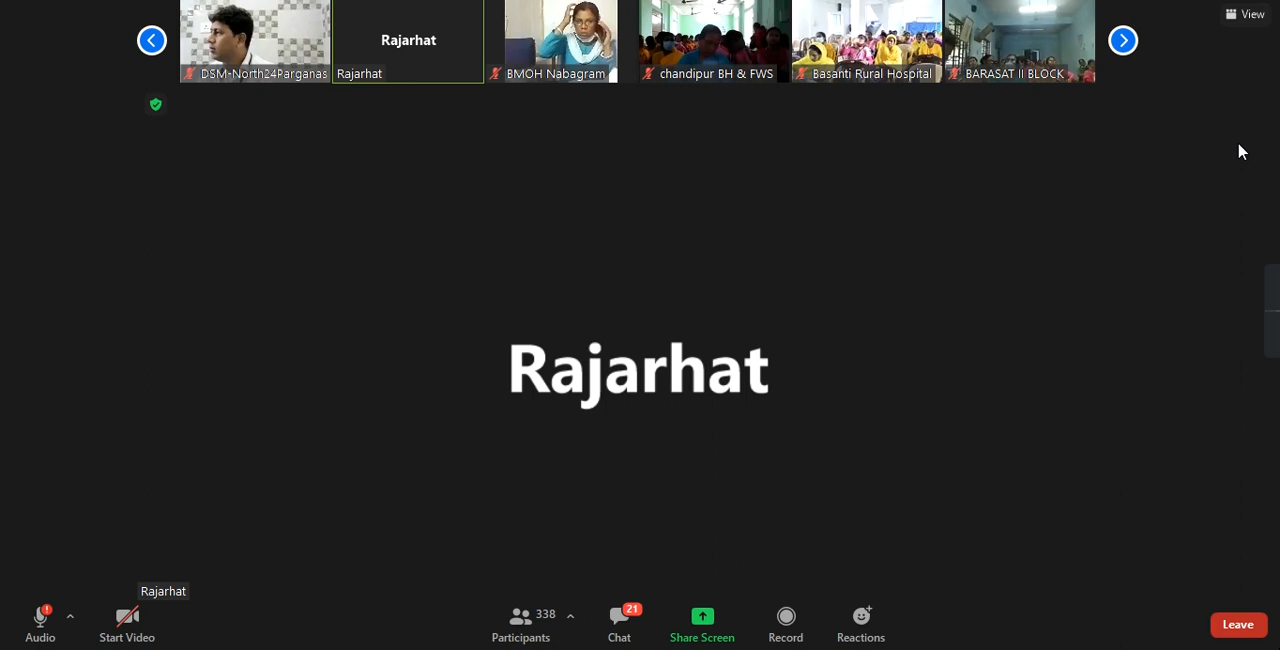 View
Rajarhat
DSM-North24Parganas
Rajarhat
BMOH Nabagram
chandipur BH & FWS
Basanti Rural Hospital
BARASAT II BLOCK
Rajarhat
Rajarhat
Audio
Start Video
338
Participants
21
Chat
Share Screen
Record
Reactions
Leave